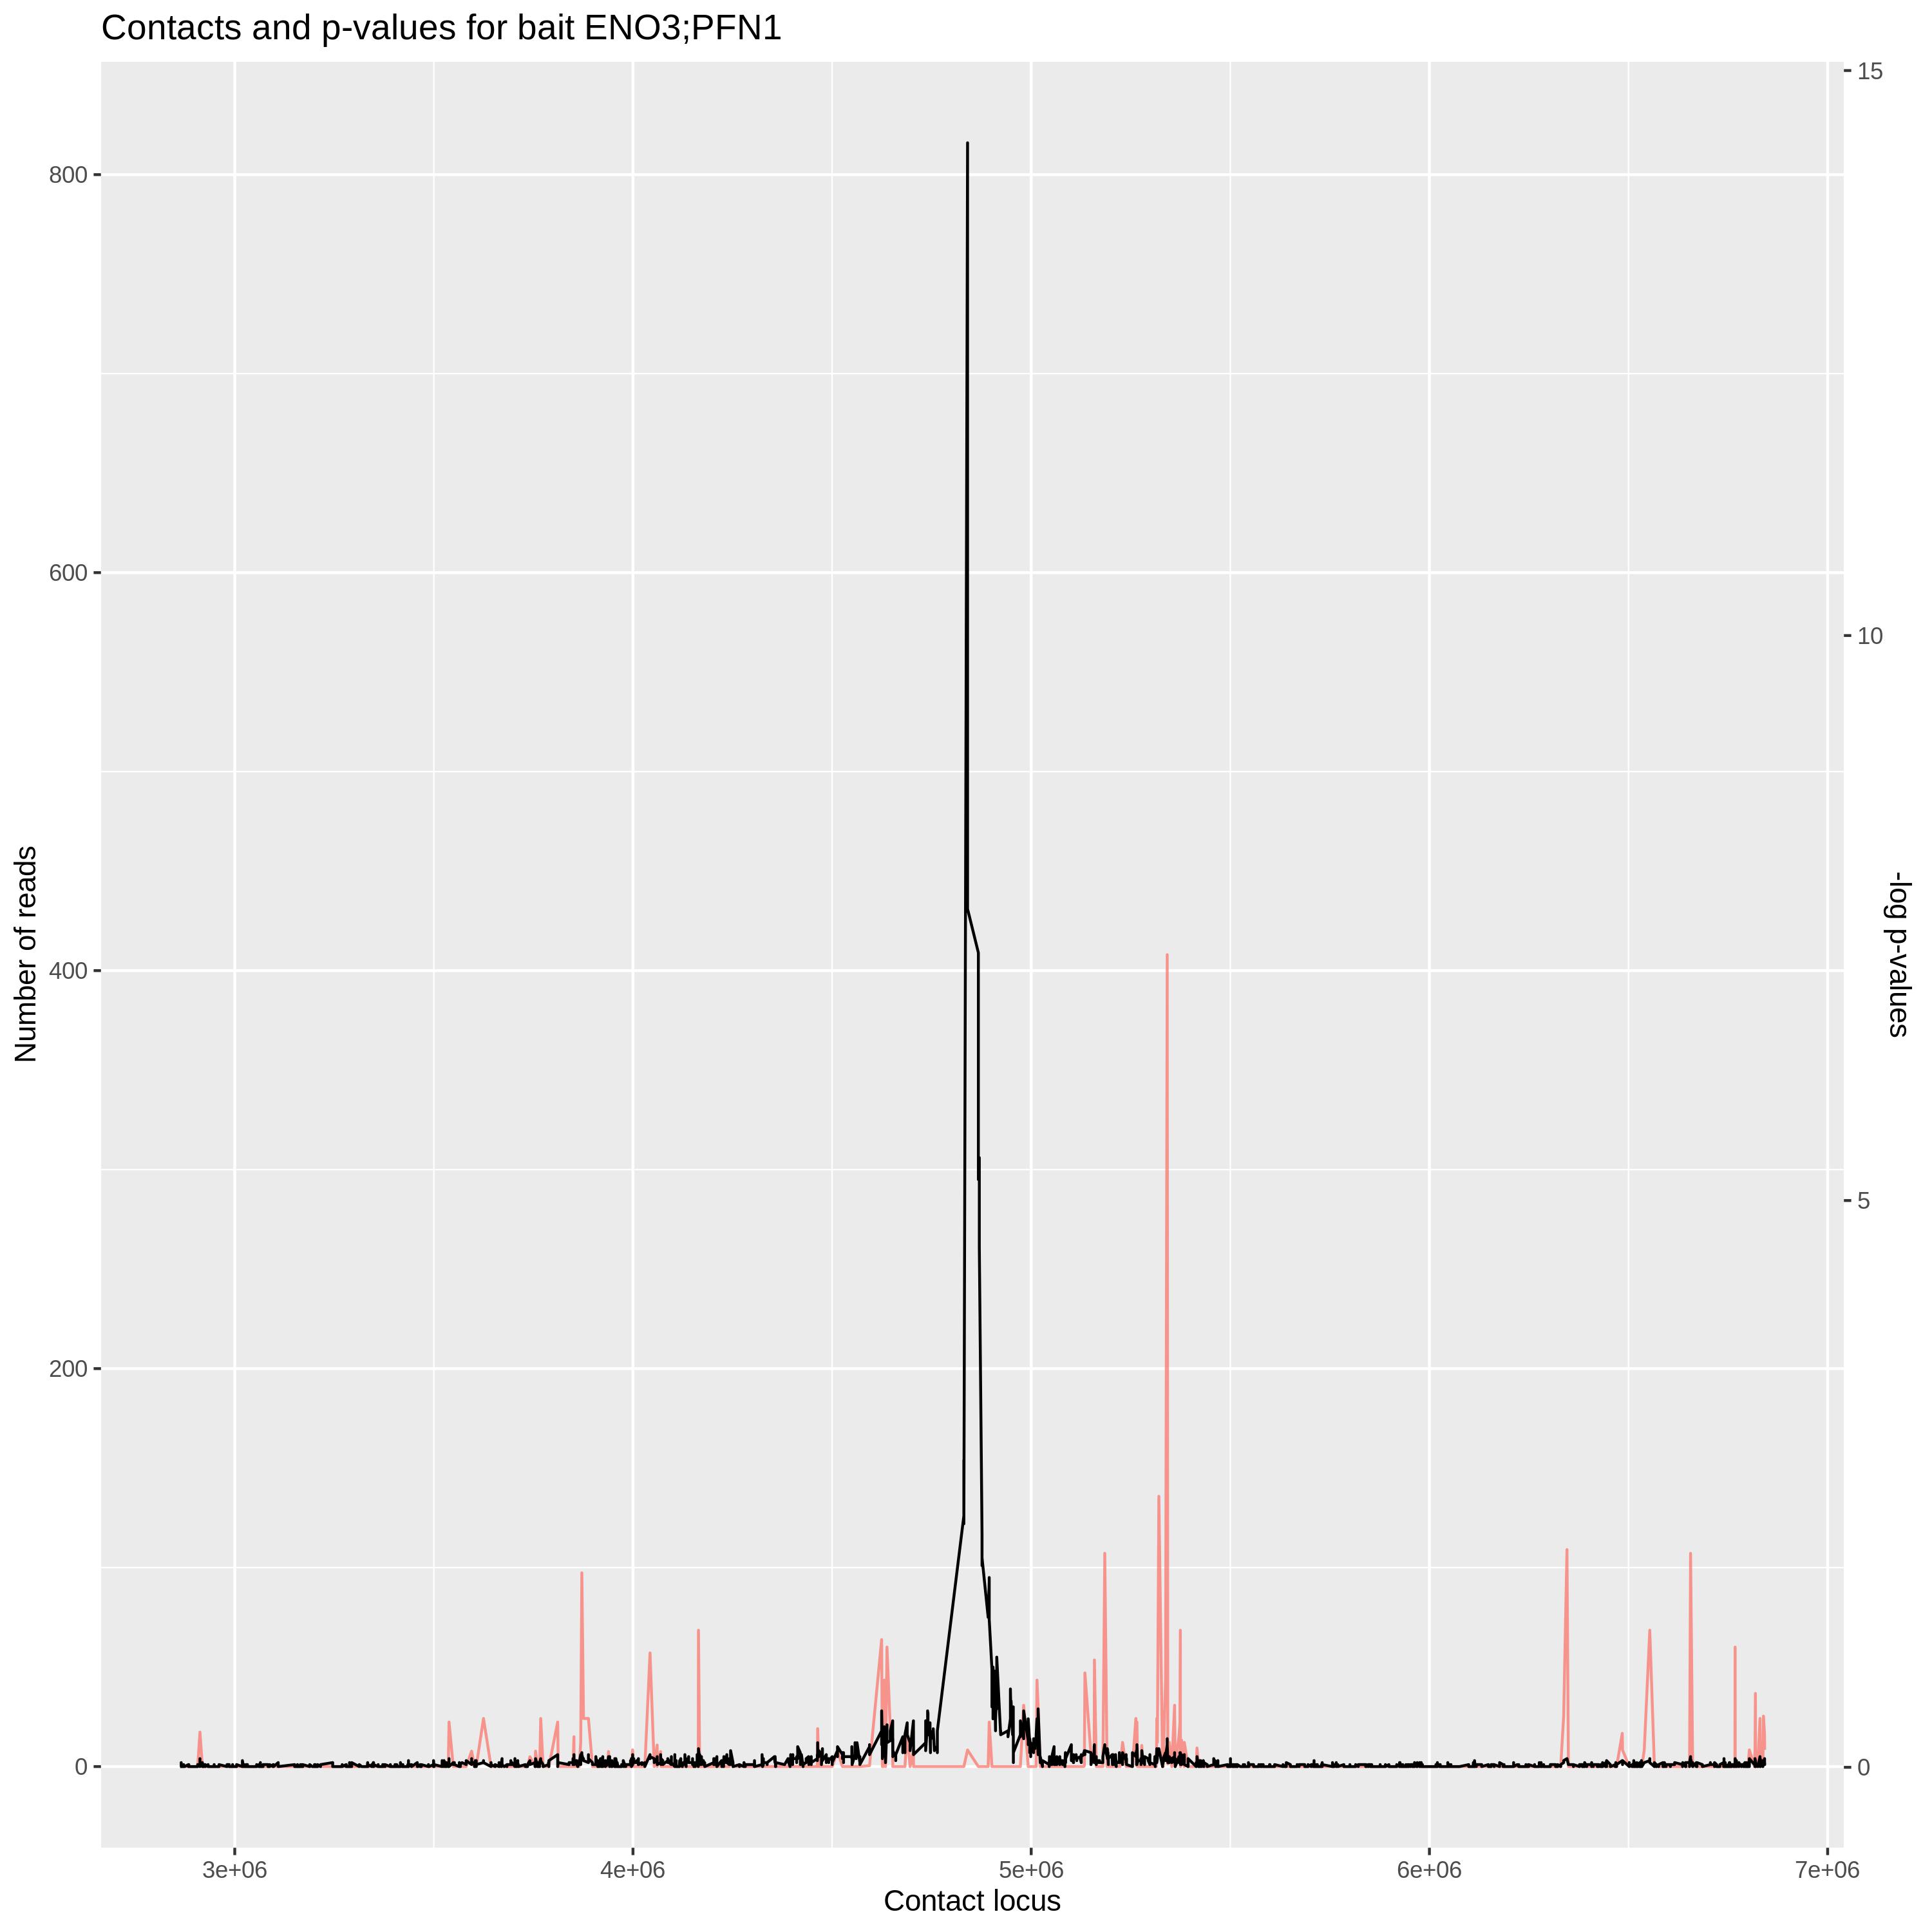 Contacts and p-values for bait ENO3;PFN1
15
800
10
600
Number of reads
-log p-values
400
5
200
0
0
3e+06
4e+06
5e+06
6e+06
7e+06
Contact locus